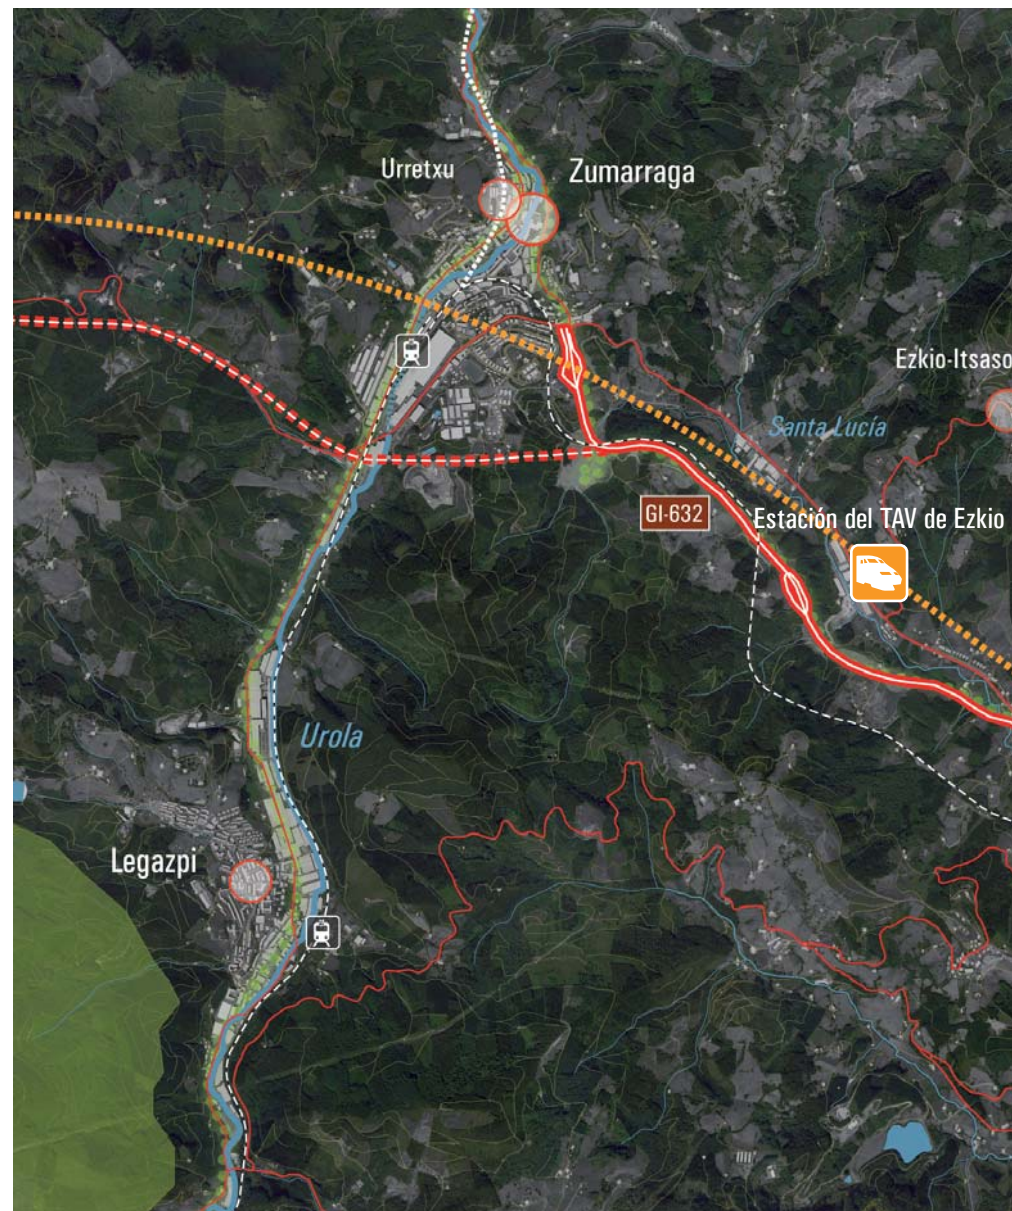 Urretxu
Zumarraga
Ezkio-Itsaso
Santa Lucía
GI-632
Estación del TAV de Ezkio
Urola
Legazpi